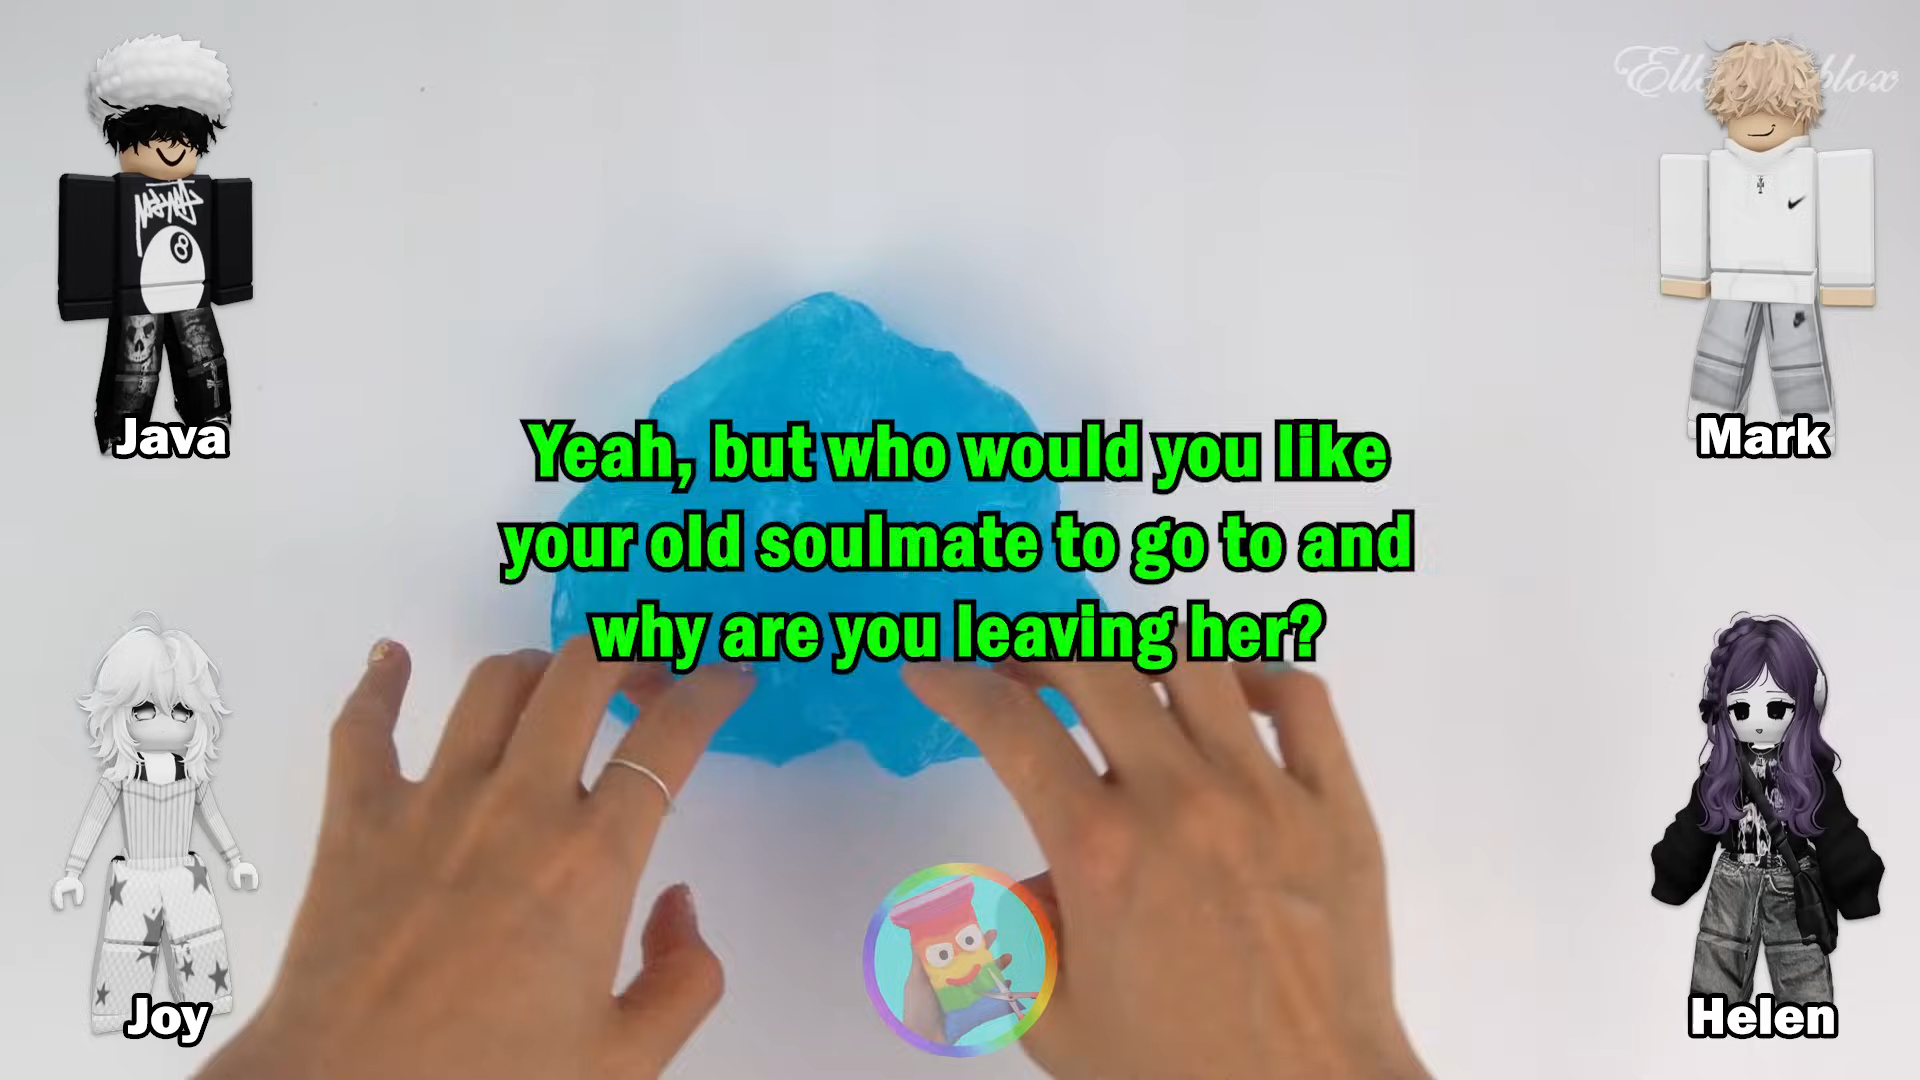 Java
Mark
Yeah, but who would you like
your old soulmate to go to and
why are you leaving her?
Joy
Helen
8